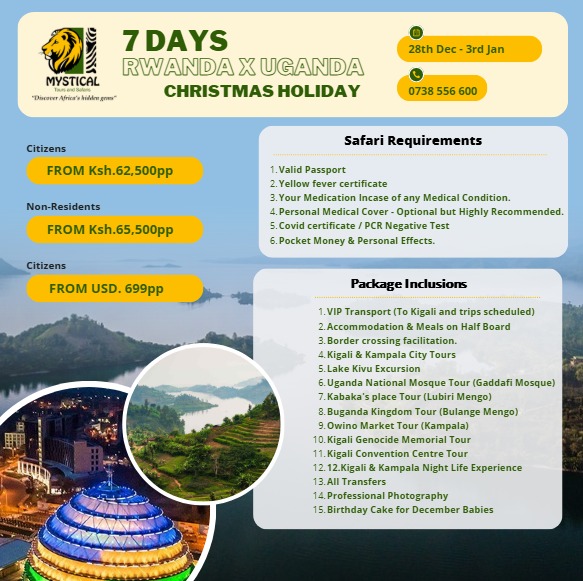 MYSTICAL
Tours and Safaris
"Discover Africa's hidden gems"
7 DAYS
RWANDA X UGANDA
CHRISTMAS HOLIDAY
28th Dec - 3rd Jan
0738 556 500
Citizens
FROM Ksh.62,500pp
Non-Residents
FROM Ksh.65,500pp
Citizens
FROM USD. 699pp
Safari Requirements
1. Valid Passport
2. Yellow fever certificate
3. Your Medication Incase of any Medical Condition.
4. Personal Medical Cover - Optional but Highly Recommended.
5. Covid certificate / PCR Negative Test
6. Pocket Money & Personal Effects.
Package Inclusions
1. VIP Transport (To Kigali and trips scheduled)
2. Accommodation & Meals on Half Board
3. Border crossing facilitation.
4. Kigali & Kampala City Tours
5. Lake Kivu Excursion
6. Uganda National Mosque Tour (Gaddafi Mosque)
7. Kabaka's place Tour (Lubiri Mengo)
8. Buganda Kingdom Tour (Bulange Mengo)
9. Owino Market Tour (Kampala)
10. Kigali Genocide Memorial Tour
11. Kigali Convention Centre Tour
12. 12.Kigali & Kampala Night Life Experience
13. All Transfers
14. Professional Photography
15. Birthday Cake for December Babies